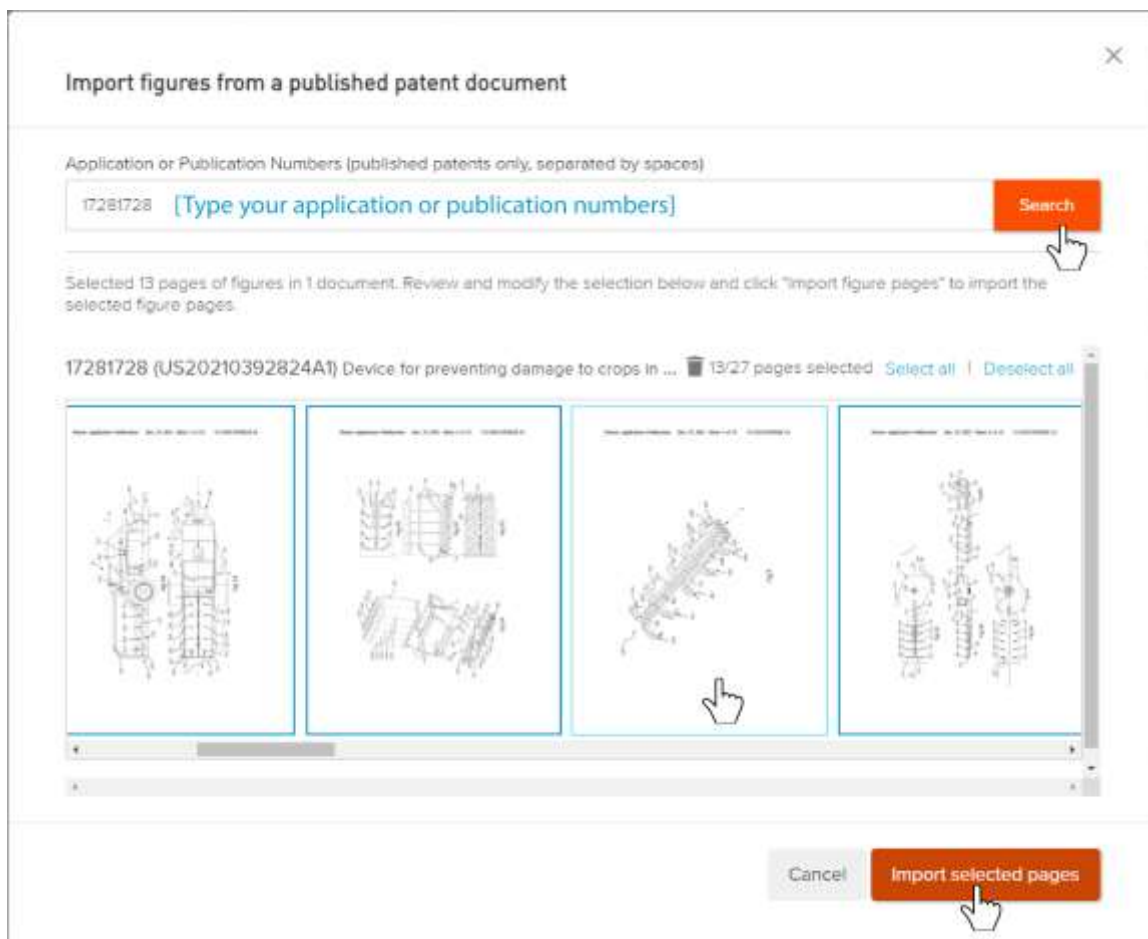 Import figures from a published patent document
Application or Publication Numbers (published patents only, separated by spaces)
17281728 [Type your application or publication numbers] Search
Selected 13 pages of figures in 1 document. Review and modify the selection below and click "Import figure pages" to import the
selected figure pages.
17281728 (US20210392824A1) Device for preventing damage to crops in ... 13/27 pages selected Select all | Deselect all
Cancel Import selected pages